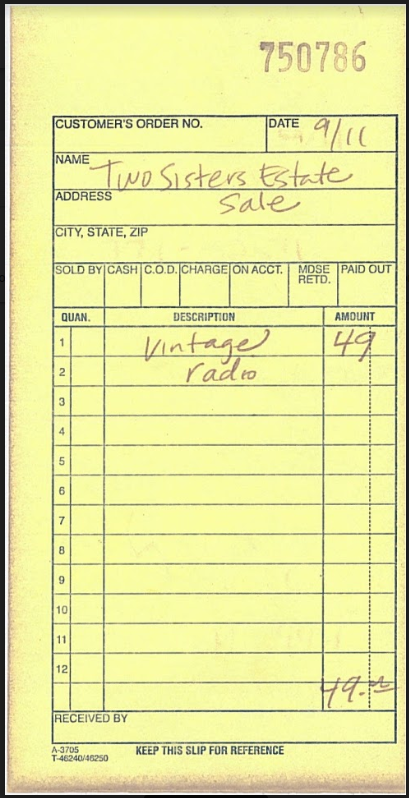 750786
CUSTOMER'S ORDER NO. DATE 9/11
NAME Two Sisters Estate
ADDRESS Sale
CITY, STATE, ZIP
SOLD BY CASH C.O.D. CHARGE ON ACCT. MDSE RETD. PAID OUT
QUAN. DESCRIPTION AMOUNT
1 Vintage 49
2 radio
3
4
5
6
7
8
9
10
11
12
49.
RECEIVED BY
A-3705 KEEP THIS SLIP FOR REFERENCE
T-46240/46250